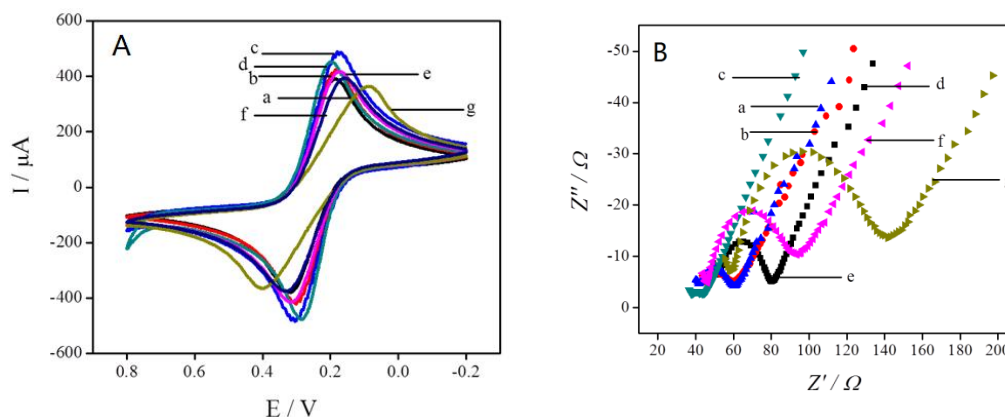 A
I / μA
600
400
200
0
-200
-400
-600
0.8
0.6
0.4
0.2
0.0
-0.2
E / V
c
d
b
e
a
f
g
B
Z'' / Ω
-50
-40
-30
-20
-10
0
20
40
60
80
100
120
140
160
180
200
Z' / Ω
c
a
b
d
f
e